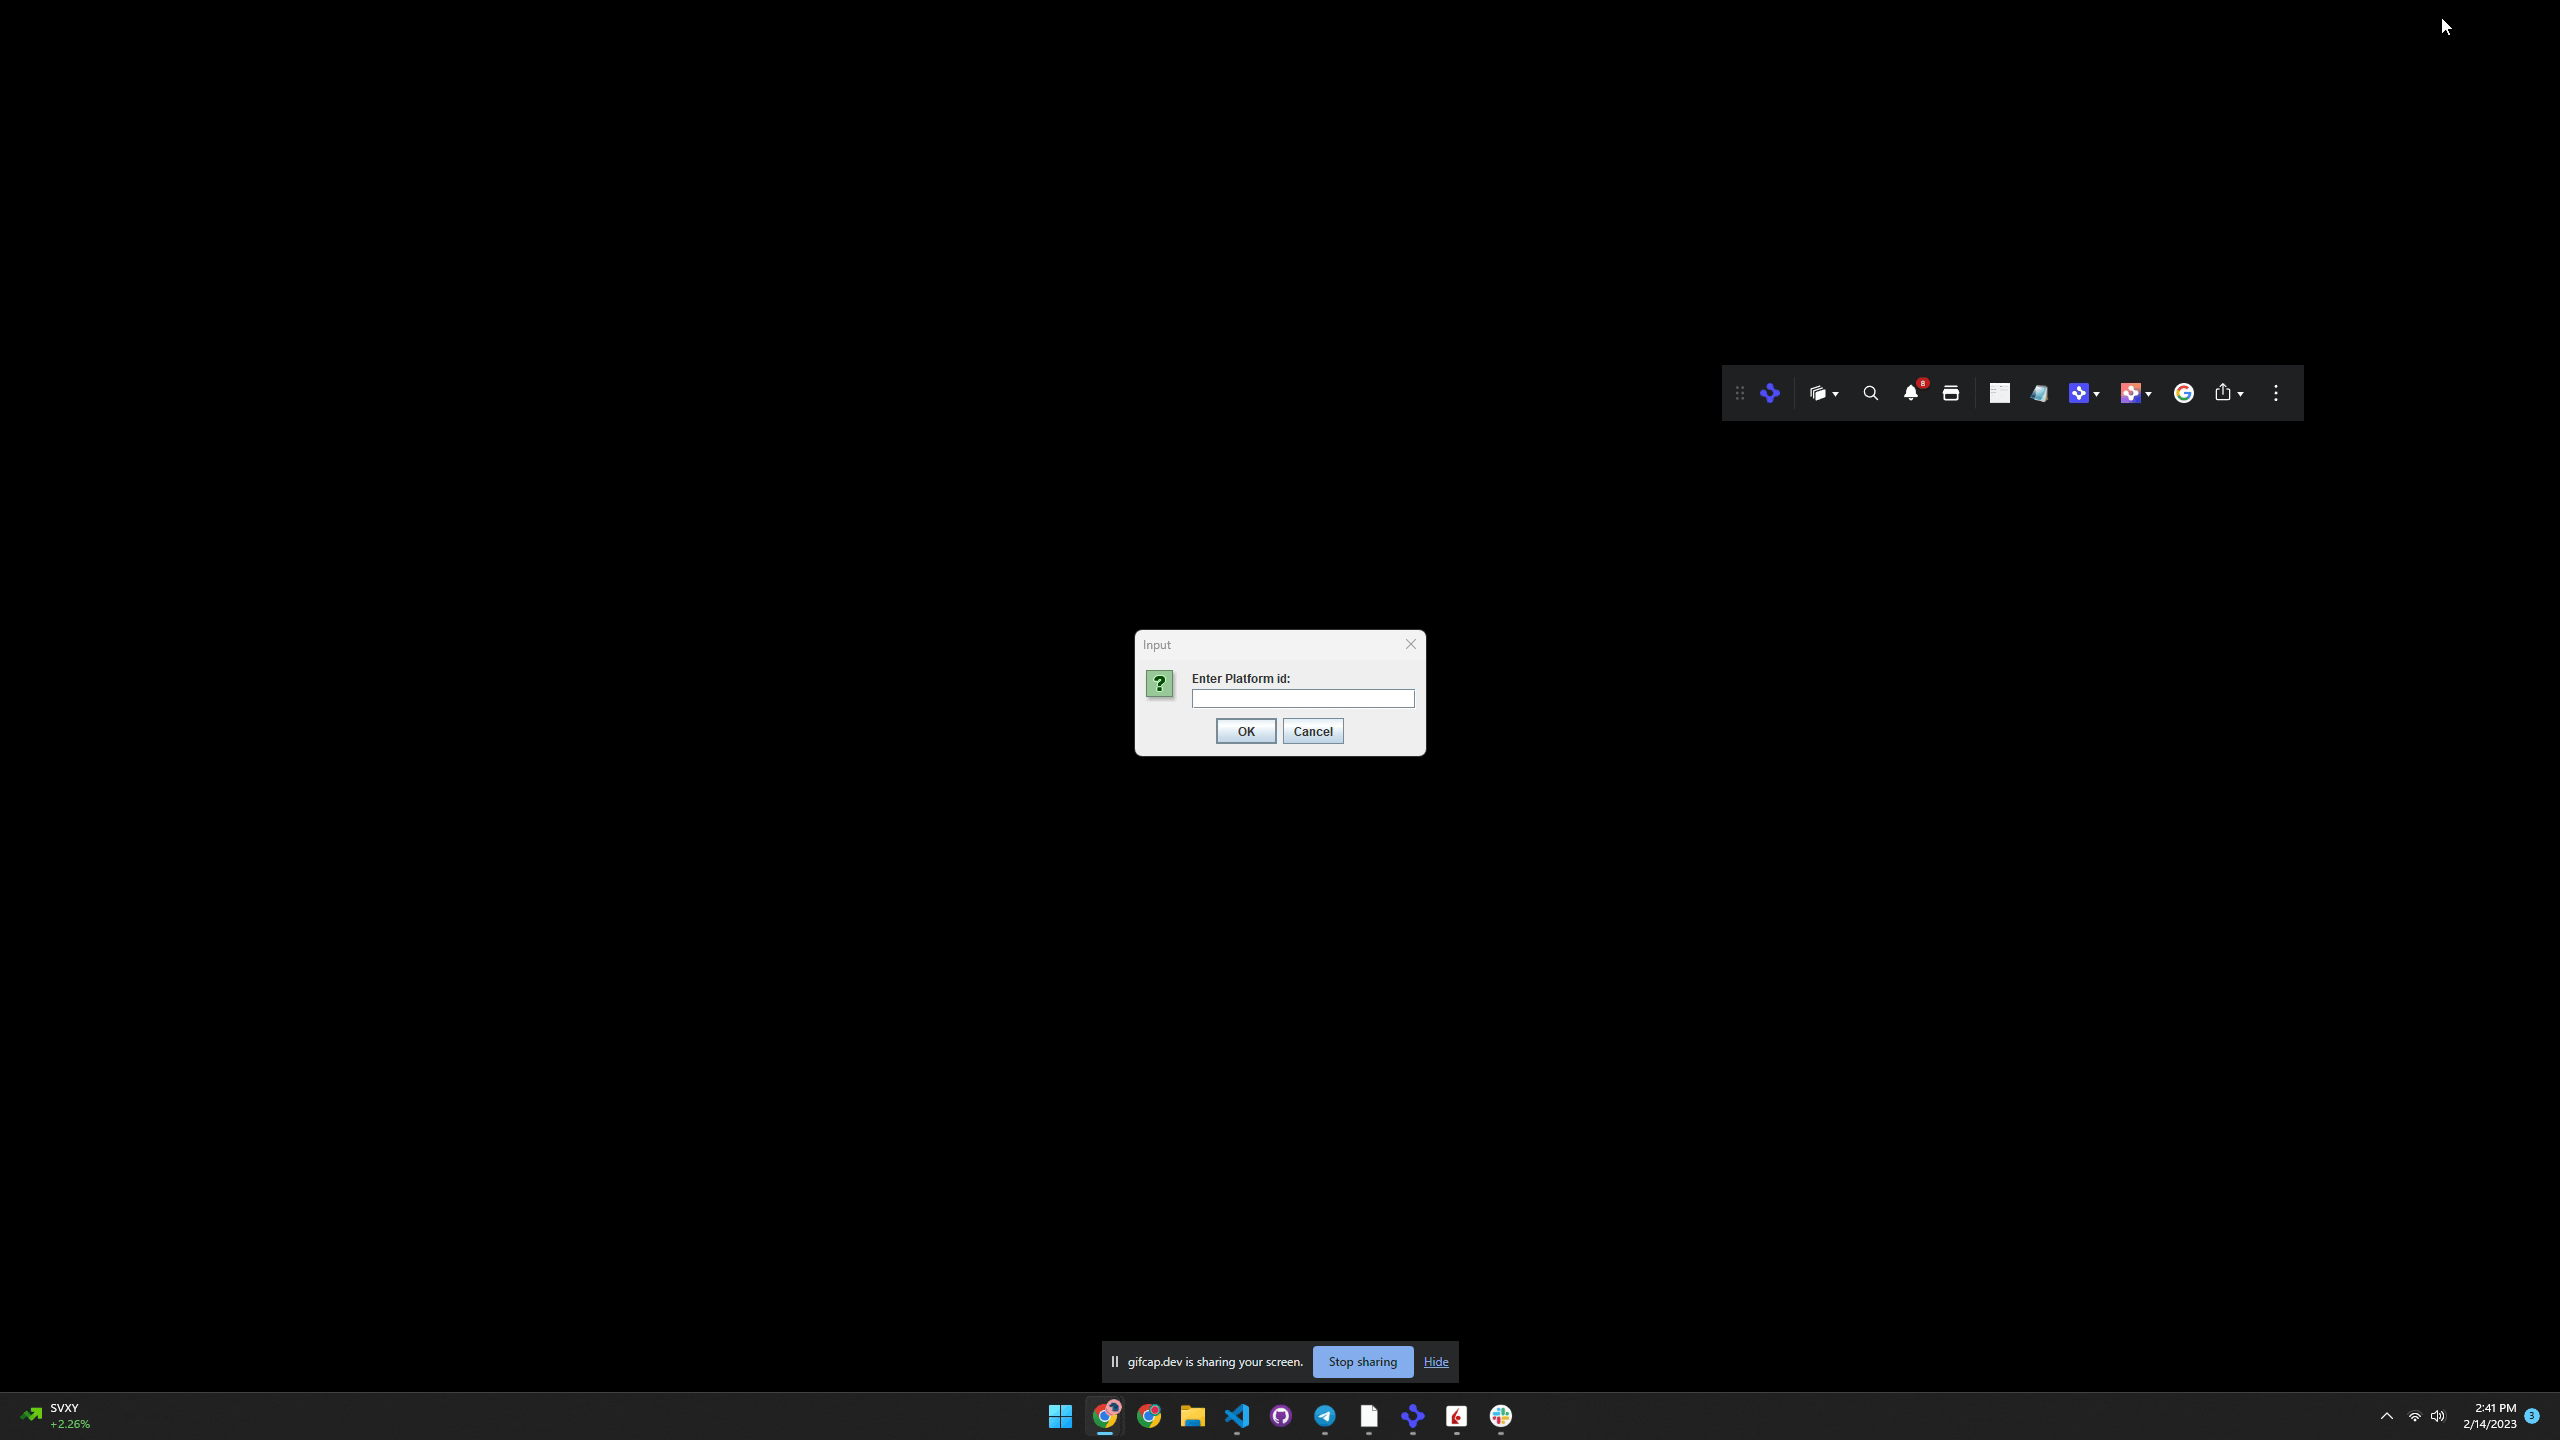 8
Input
?
Enter Platform id:
OK
Cancel
gifcap.dev is sharing your screen.
Stop sharing
Hide
SVXY
+2.26%
2:41 PM
2/14/2023
3